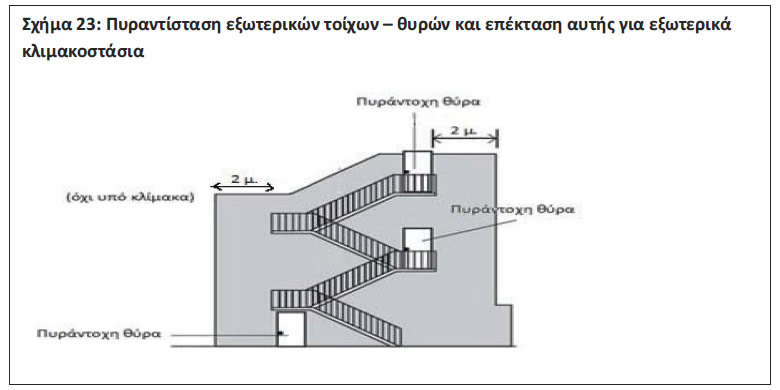 Σχήμα 23: Πυραντίσταση εξωτερικών τοίχων – θυρών και επέκταση αυτής για εξωτερικά
κλιμακοστάσια
Πυράντοχη θύρα
2 μ.
2 μ.
(όχι υπό κλίμακα)
Πυράντοχη θύρα
Πυράντοχη θύρα